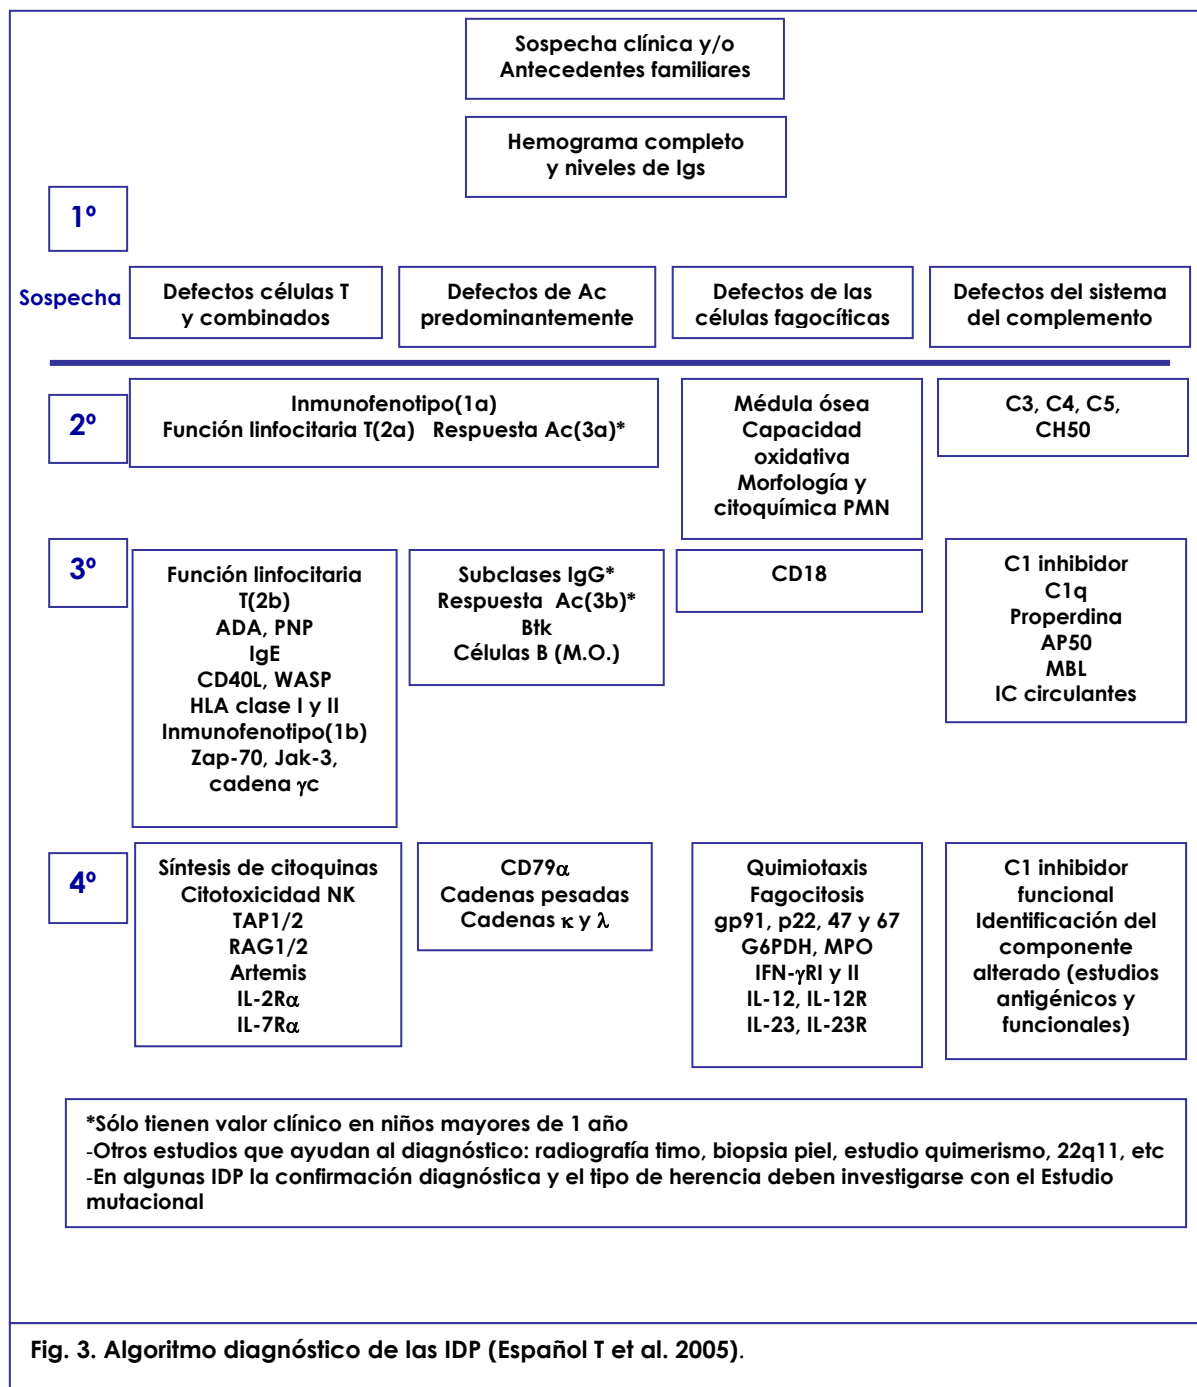 Sospecha clínica y/o
Antecedentes familiares
Hemograma completo
y niveles de Igs
1º
Sospecha
Defectos células T
y combinados
Defectos de Ac
predominantemente
Defectos de las
células fagocíticas
Defectos del sistema
del complemento
2º
Inmunofenotipo(1a)
Función linfocitaria T(2a) Respuesta Ac(3a)*
Médula ósea
Capacidad
oxidativa
Morfología y
citoquímica PMN
C3, C4, C5,
CH50
3º
Función linfocitaria
T(2b)
ADA, PNP
IgE
CD40L, WASP
HLA clase I y II
Inmunofenotipo(1b)
Zap-70, Jak-3,
cadena γc
Subclases IgG*
Respuesta Ac(3b)*
Btk
Células B (M.O.)
CD18
C1 inhibidor
C1q
Properdina
AP50
MBL
IC circulantes
4º
Síntesis de citoquinas
Citotoxicidad NK
TAP1/2
RAG1/2
Artemis
IL-2Rα
IL-7Rα
CD79α
Cadenas pesadas
Cadenas κ y λ
Quimiotaxis
Fagocitosis
gp91, p22, 47 y 67
G6PDH, MPO
IFN-γRI y II
IL-12, IL-12R
IL-23, IL-23R
C1 inhibidor
funcional
Identificación del
componente
alterado (estudios
antigénicos y
funcionales)
*Sólo tienen valor clínico en niños mayores de 1 año
-Otros estudios que ayudan al diagnóstico: radiografía timo, biopsia piel, estudio quimerismo, 22q11, etc
-En algunas IDP la confirmación diagnóstica y el tipo de herencia deben investigarse con el Estudio
mutacional
Fig. 3. Algoritmo diagnóstico de las IDP (Español T et al. 2005).